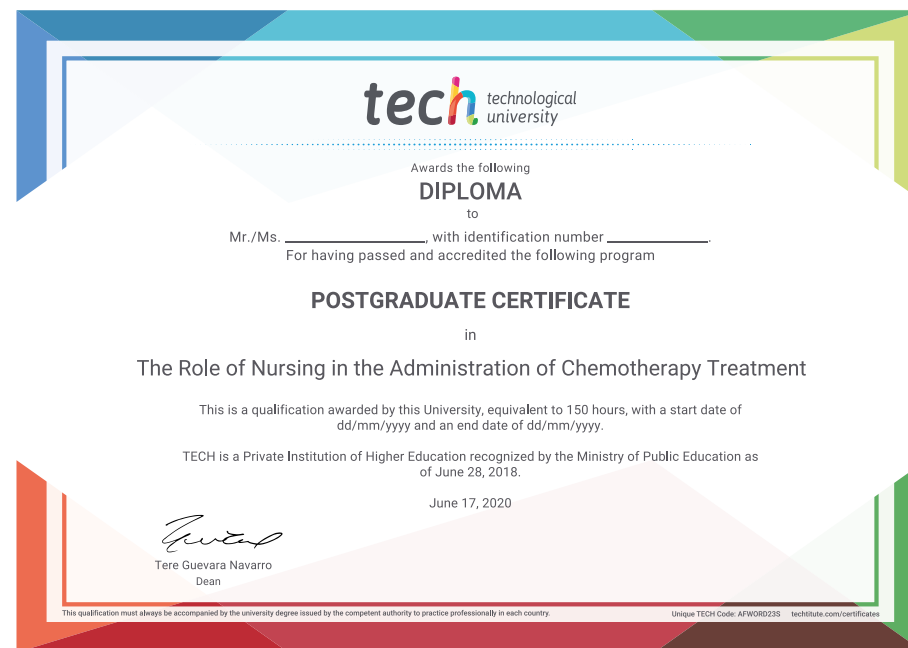 tech technological
university
Awards the following
DIPLOMA
to
Mr./Ms. ____________, with identification number ____________.
For having passed and accredited the following program
POSTGRADUATE CERTIFICATE
in
The Role of Nursing in the Administration of Chemotherapy Treatment
This is a qualification awarded by this University, equivalent to 150 hours, with a start date of
dd/mm/yyyy and an end date of dd/mm/yyyy.
TECH is a Private Institution of Higher Education recognized by the Ministry of Public Education as
of June 28, 2018.
June 17, 2020
Tere Guevara Navarro
Dean
This qualification must always be accompanied by the university degree issued by the competent authority to practice professionally in each country.
Unique TECH Code: AFWORD23S techtitute.com/certificates